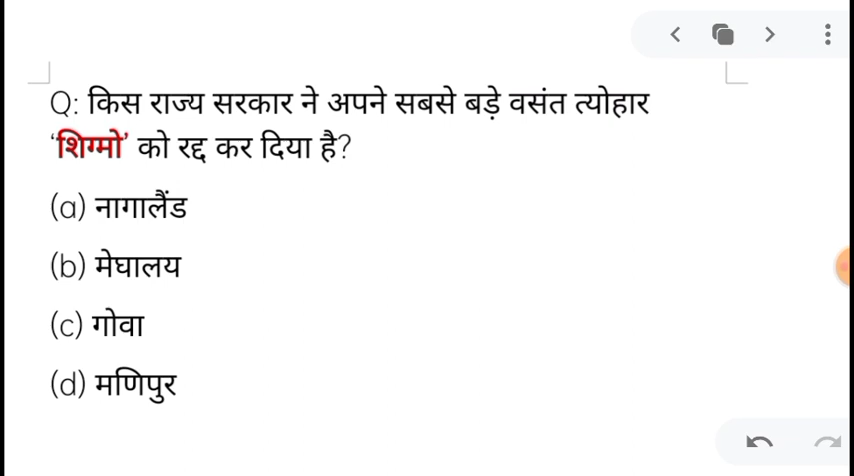 Q: किस राज्य सरकार ने अपने सबसे बड़े वसंत त्योहार
‘शिग्मो’ को रद्द कर दिया है?
(a) नागालैंड
(b) मेघालय
(c) गोवा
(d) मणिपुर